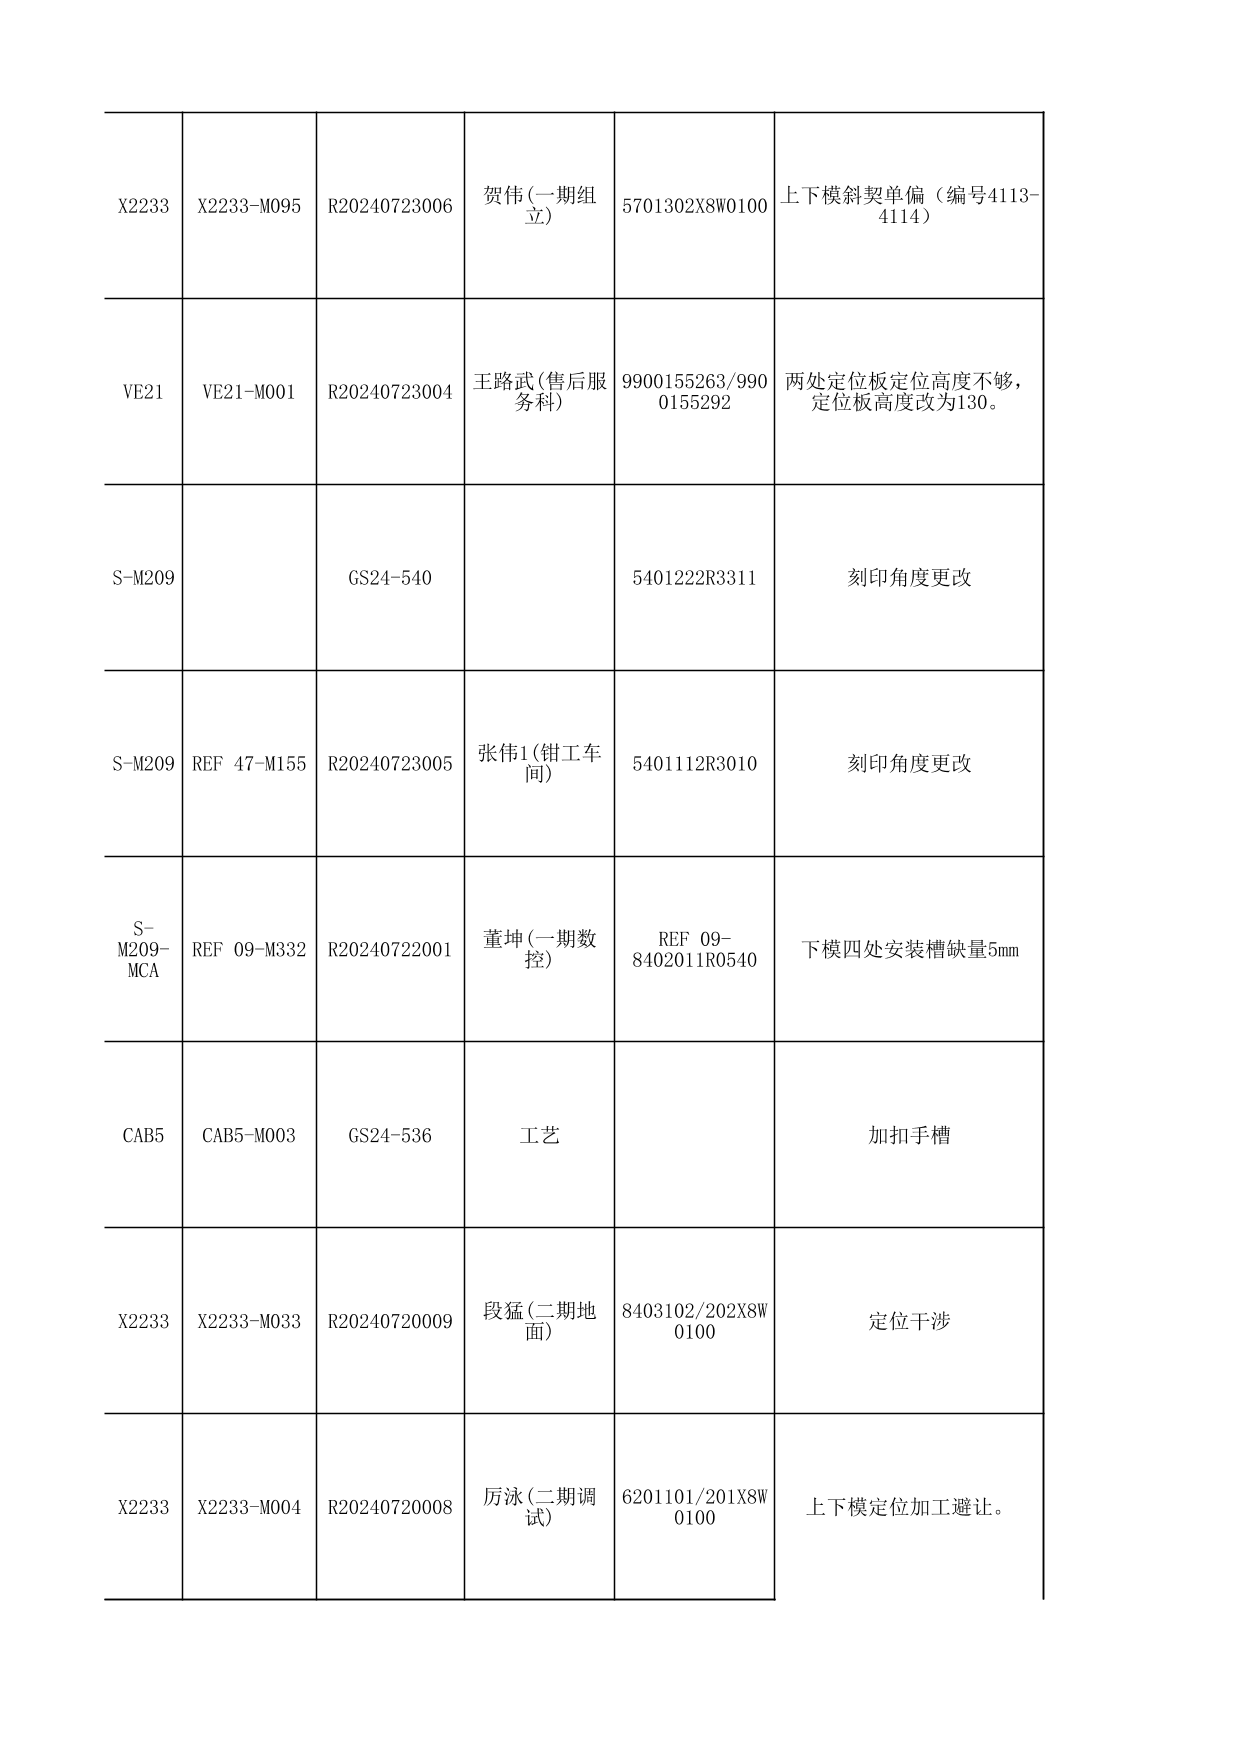 X2233
X2233-M095
R20240723006
贺伟(一期组
立)
5701302X8W0100
上下模斜契单偏（编号4113-
4114）
VE21
VE21-M001
R20240723004
王路武(售后服
务科)
9900155263/990
0155292
两处定位板定位高度不够，
定位板高度改为130。
S-M209
GS24-540
5401222R3311
刻印角度更改
S-M209
REF 47-M155
R20240723005
张伟1(钳工车
间)
5401112R3010
刻印角度更改
S-
M209-
MCA
REF 09-M332
R20240722001
董坤(一期数
控)
REF 09-
8402011R0540
下模四处安装槽缺量5mm
CAB5
CAB5-M003
GS24-536
工艺
加扣手槽
X2233
X2233-M033
R20240720009
段猛(二期地
面)
8403102/202X8W
0100
定位干涉
X2233
X2233-M004
R20240720008
厉泳(二期调
试)
6201101/201X8W
0100
上下模定位加工避让。